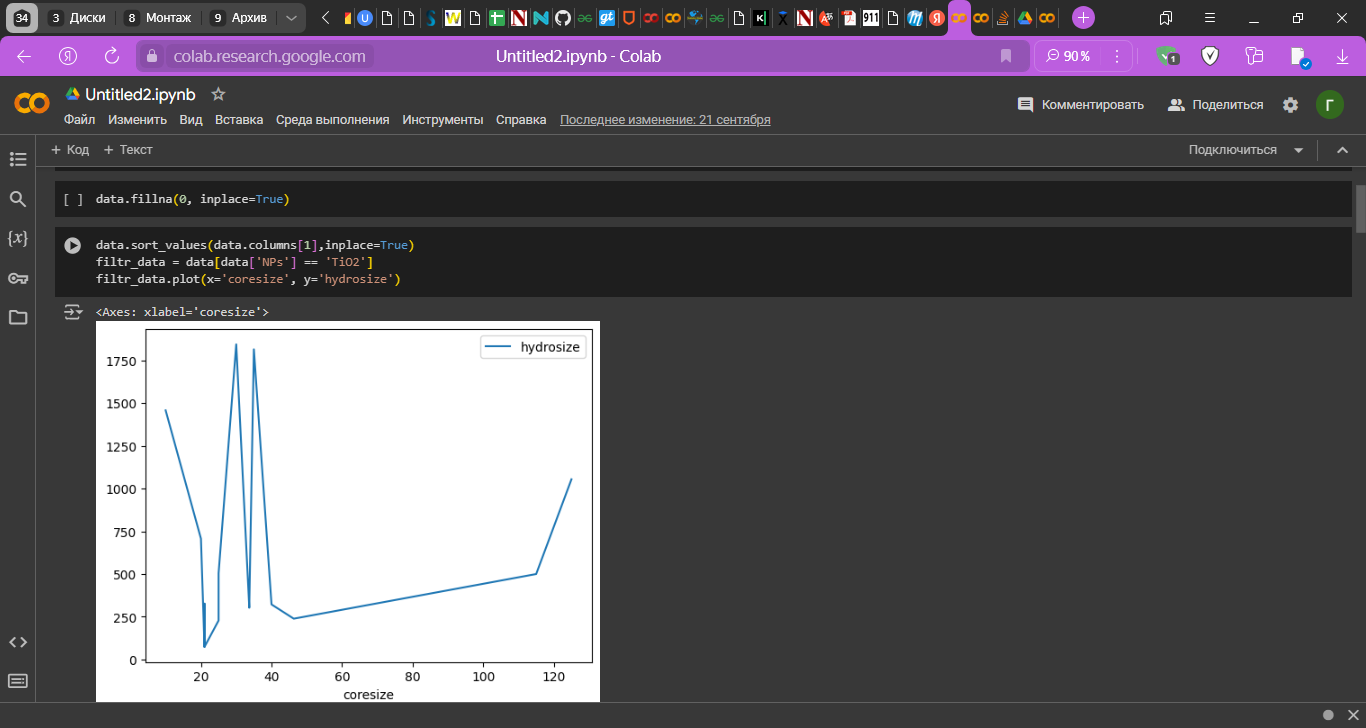 34 3 Диски 8 Монтаж 9 Архив
colab.research.google.com Untitled2.ipynb - Colab 90 % 1
Untitled2.ipynb
Файл Изменить Вид Вставка Среда выполнения Инструменты Справка Последнее изменение: 21 сентября
Комментировать Поделиться Г
+ Код + Текст Подключиться
[ ] data.fillna(0, inplace=True)
data.sort_values(data.columns[1],inplace=True)
filtr_data = data[data['NPs'] == 'TiO2']
filtr_data.plot(x='coresize', y='hydrosize')
<Axes: xlabel='coresize'>
hydrosize
1750
1500
1250
1000
750
500
250
0
20 40 60 80 100 120
coresize